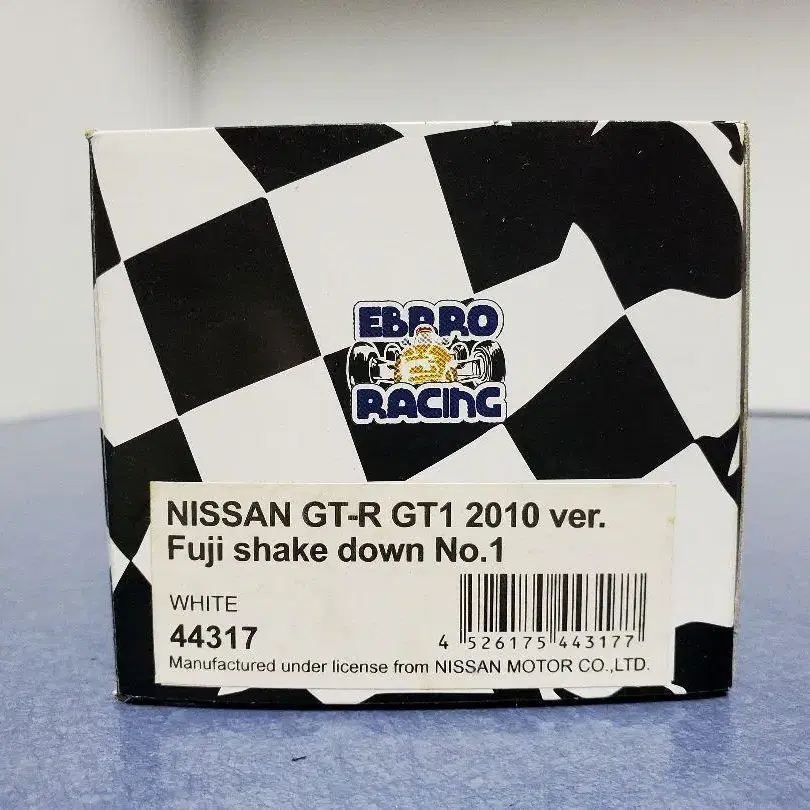 EBBRO
RACING
NISSAN GT-R GT1 2010 ver.
Fuji shake down No.1
WHITE
44317
4 526175 443177
Manufactured under license from NISSAN MOTOR CO.,LTD.